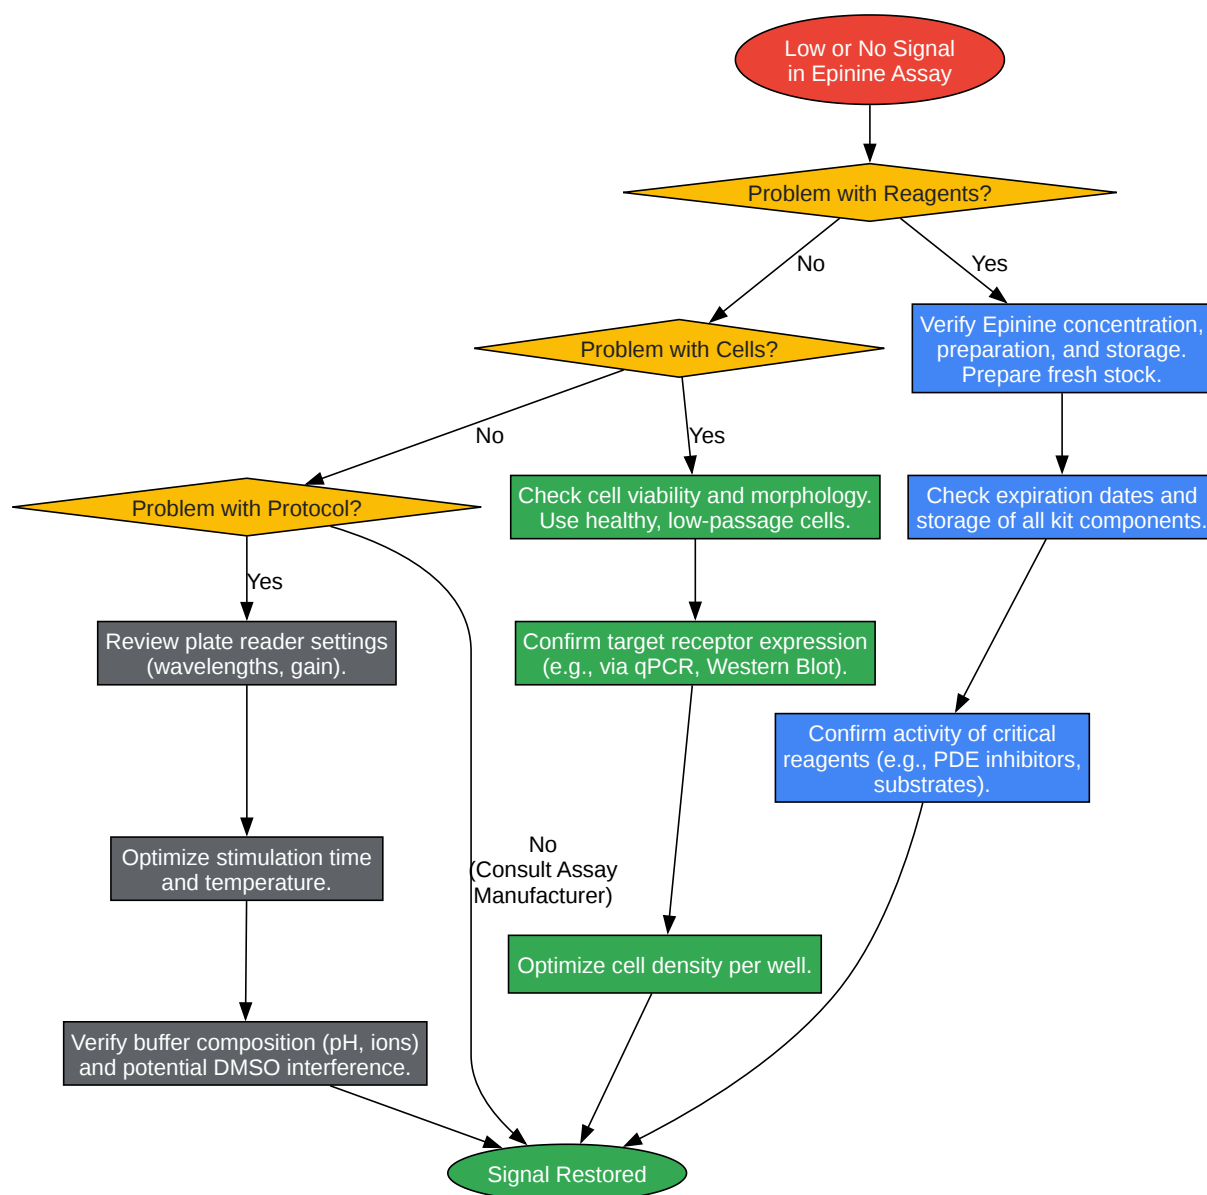 Low or No Signal
in Epinine Assay
Problem with Reagents?
No
Yes
Verify Epinine concentration,
preparation, and storage.
Prepare fresh stock.
Problem with Cells?
No
Yes
Check expiration dates and
storage of all kit components.
Problem with Protocol?
Check cell viability and morphology.
Use healthy, low-passage cells.
Yes
Review plate reader settings
(wavelengths, gain).
Confirm target receptor expression
(e.g., via qPCR, Western Blot).
Confirm activity of critical
reagents (e.g., PDE inhibitors,
substrates).
Optimize stimulation time
and temperature.
No
(Consult Assay
Manufacturer)
Optimize cell density per well.
Verify buffer composition (pH, ions)
and potential DMSO interference.
Signal Restored